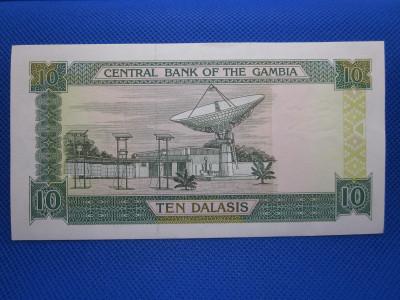 10 CENTRAL BANK OF THE GAMBIA 10
10 TEN DALASIS 10